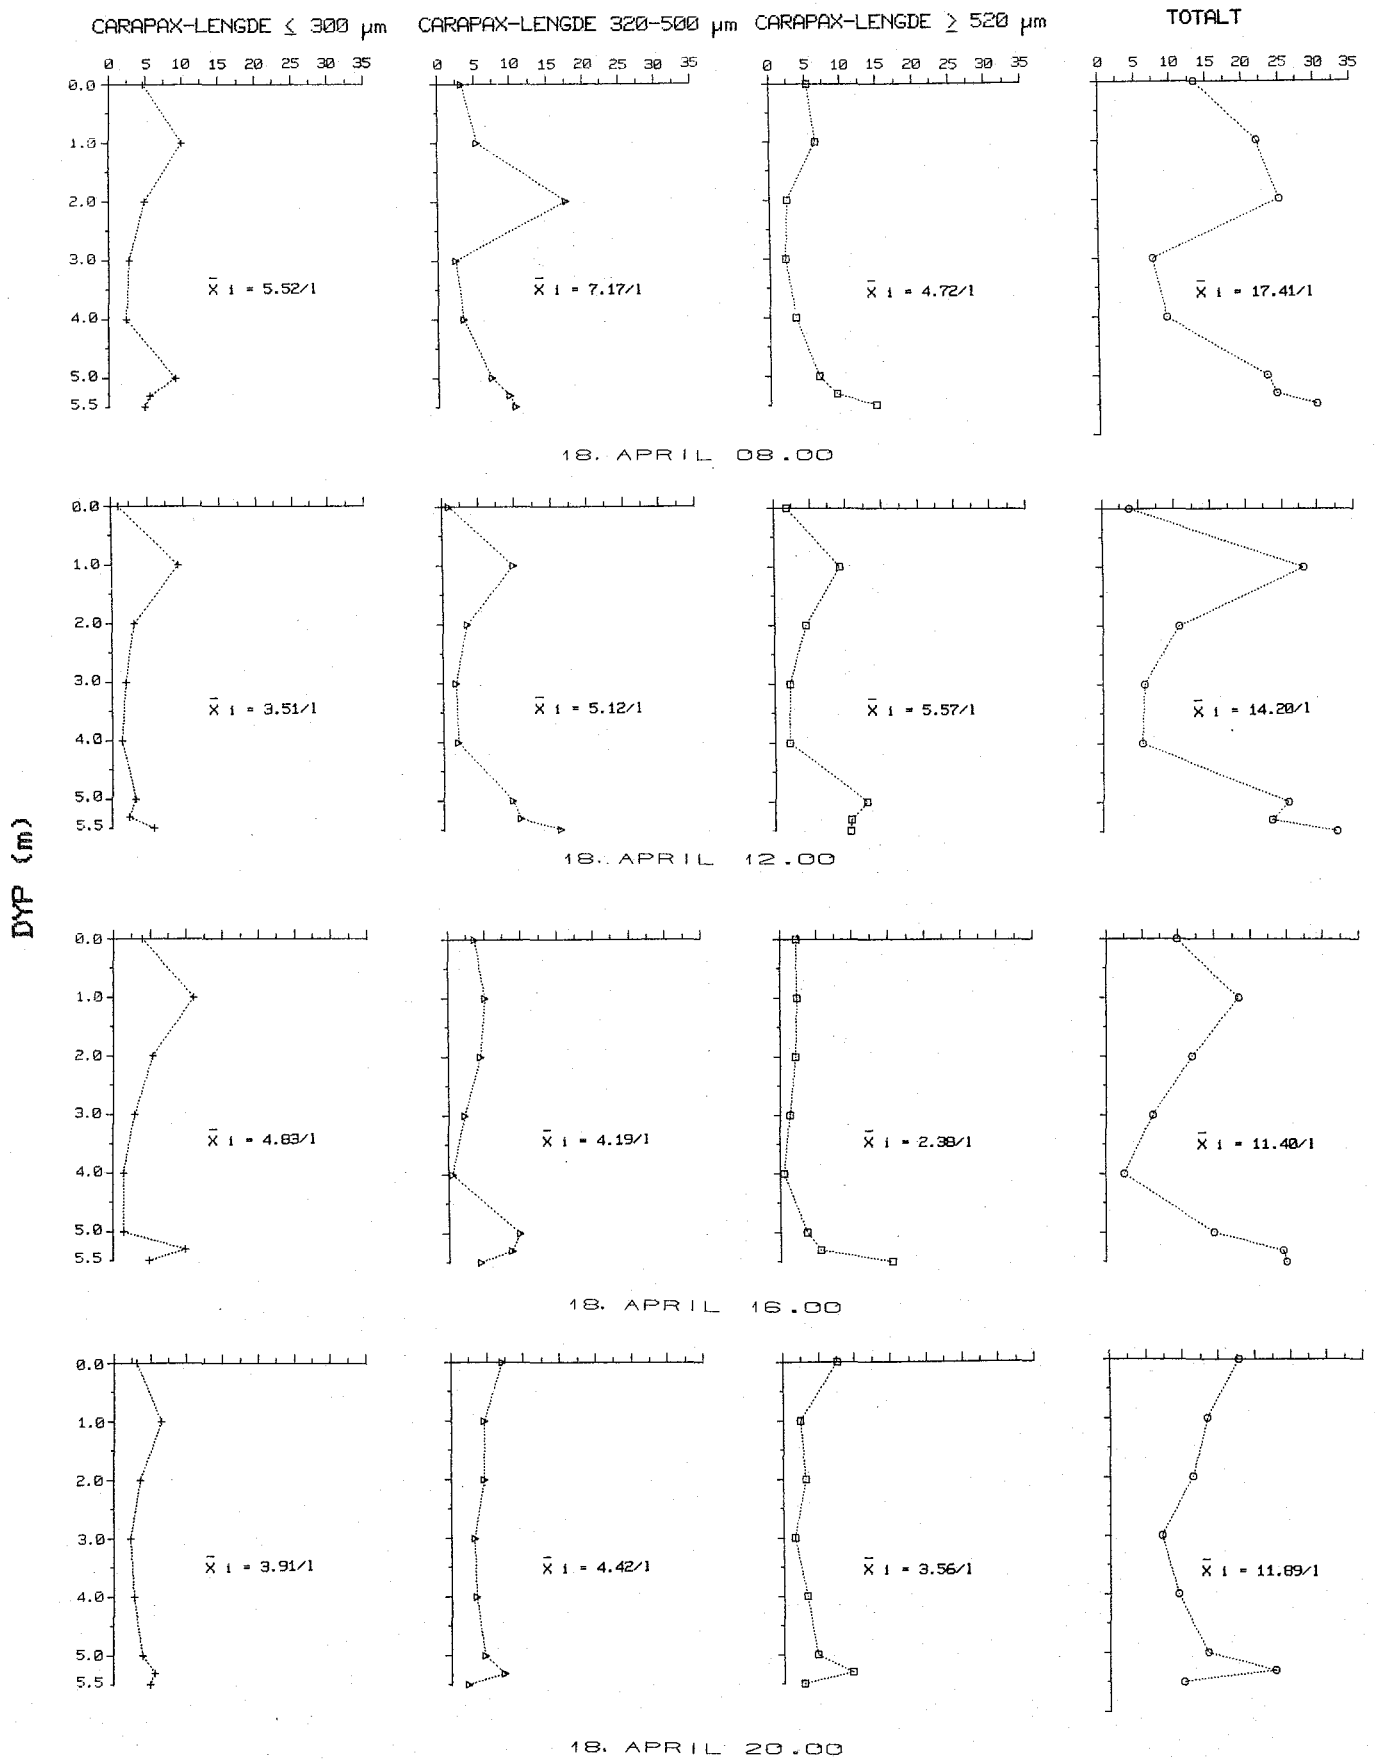 CARAPAX-LENGDE ≤ 300 µm CARAPAX-LENGDE 320-500 µm CARAPAX-LENGDE ≥ 520 µm TOTALT
0 5 10 15 20 25 30 35 0 5 10 15 20 25 30 35 0 5 10 15 20 25 30 35 0 5 10 15 20 25 30 35
0.0
1.0
2.0
3.0
X̄ i = 5.52/l X̄ i = 7.17/l X̄ i = 4.72/l X̄ i = 17.41/l
4.0
5.0
5.5
18. APRIL 08.00
0.0
1.0
2.0
3.0
X̄ i = 3.51/l X̄ i = 5.12/l X̄ i = 5.57/l X̄ i = 14.20/l
4.0
5.0
5.5
18. APRIL 12.00
DYP (m)
0.0
1.0
2.0
3.0
X̄ i = 4.83/l X̄ i = 4.19/l X̄ i = 2.38/l X̄ i = 11.40/l
4.0
5.0
5.5
18. APRIL 16.00
0.0
1.0
2.0
3.0
X̄ i = 3.91/l X̄ i = 4.42/l X̄ i = 3.56/l X̄ i = 11.89/l
4.0
5.0
5.5
18. APRIL 20.00